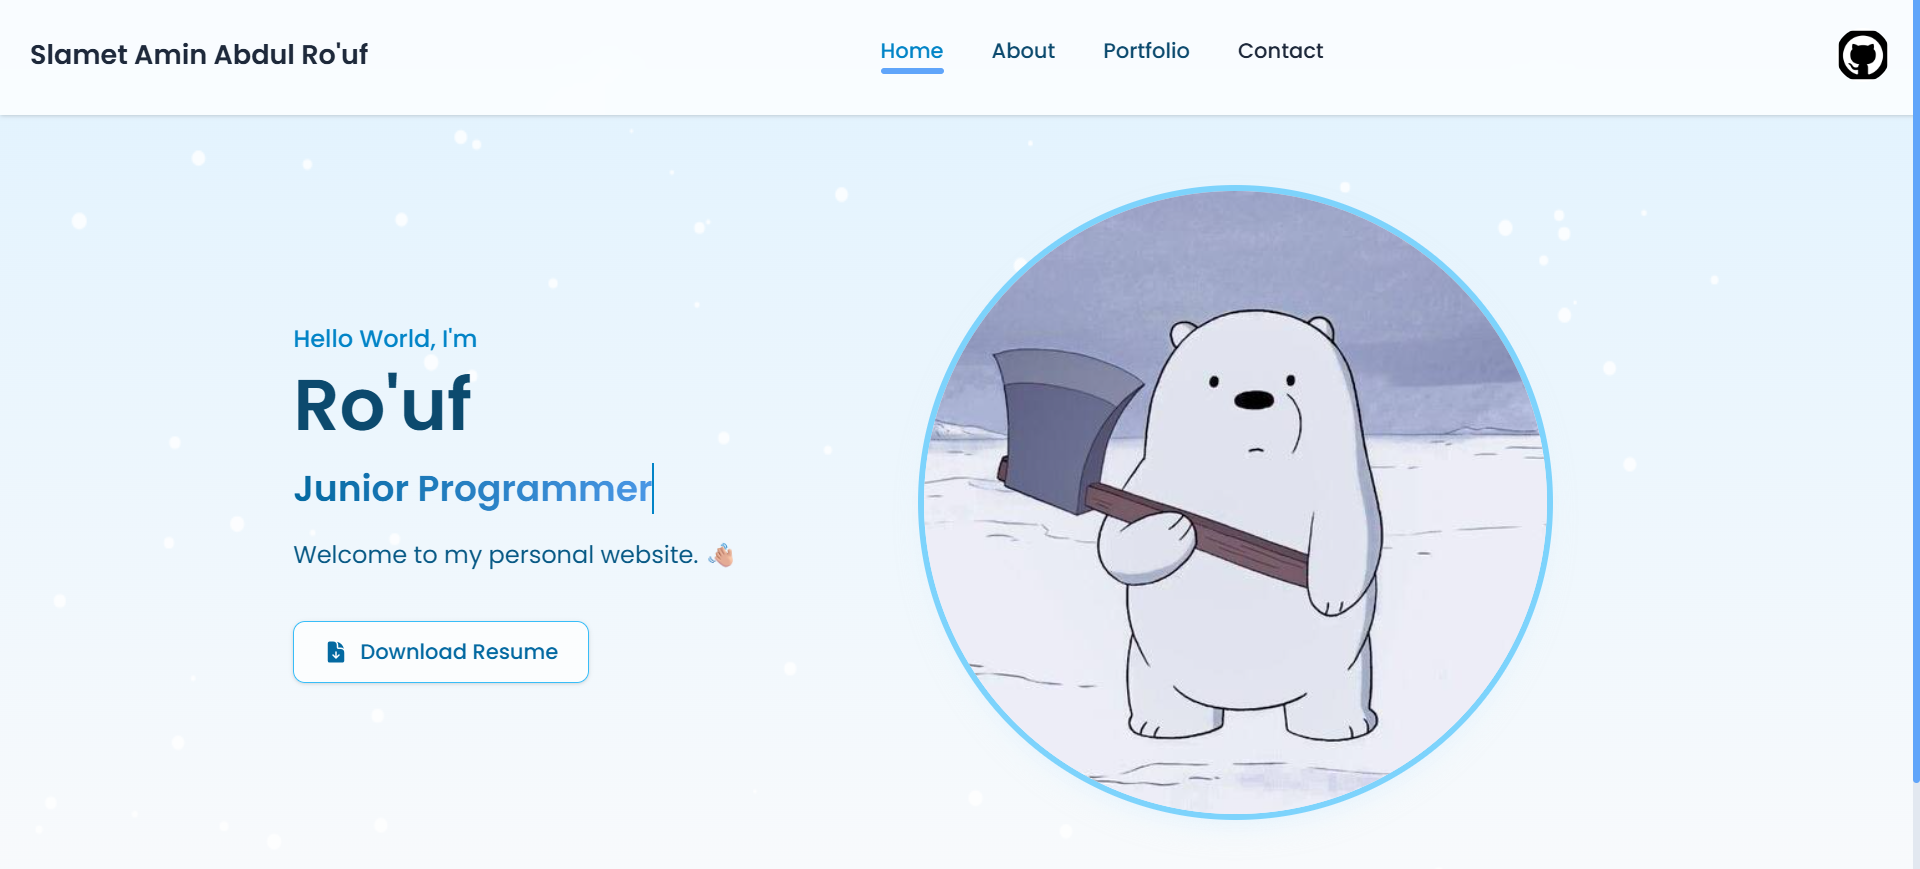 Slamet Amin Abdul Ro'uf
Home About Portfolio Contact
Hello World, I'm
Ro'uf
Junior Programmer
Welcome to my personal website. 👋🏼
Download Resume